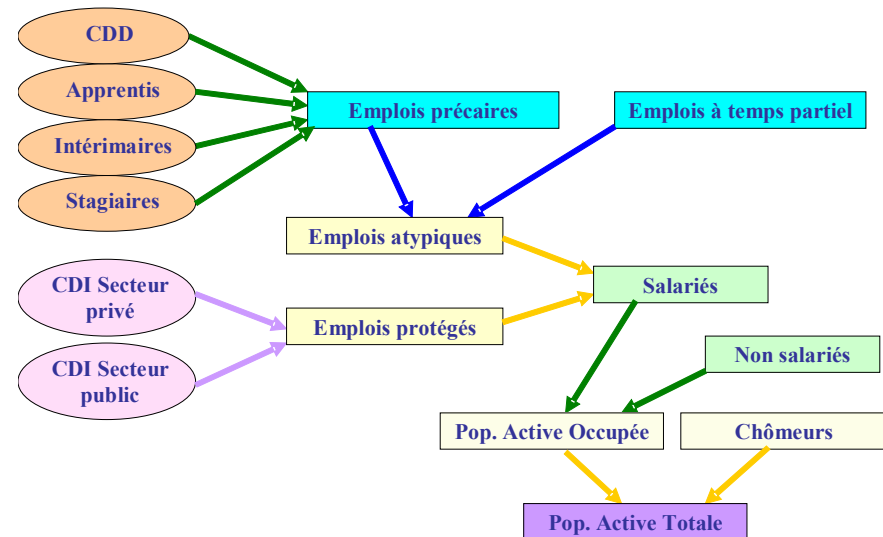 CDD
Apprentis
Intérimaires
Stagiaires
Emplois précaires
Emplois à temps partiel
Emplois atypiques
CDI Secteur
privé
CDI Secteur
public
Emplois protégés
Salariés
Non salariés
Pop. Active Occupée
Chômeurs
Pop. Active Totale